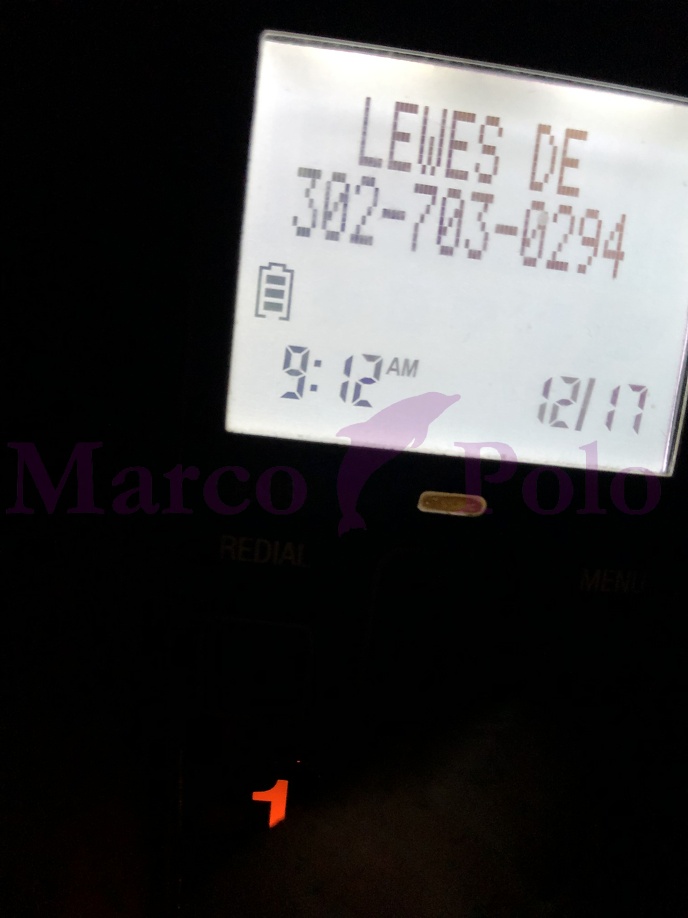 LEWES DE
302-703-0294
9:12 AM 12/17
Marco Polo
REDIAL
MENU
1